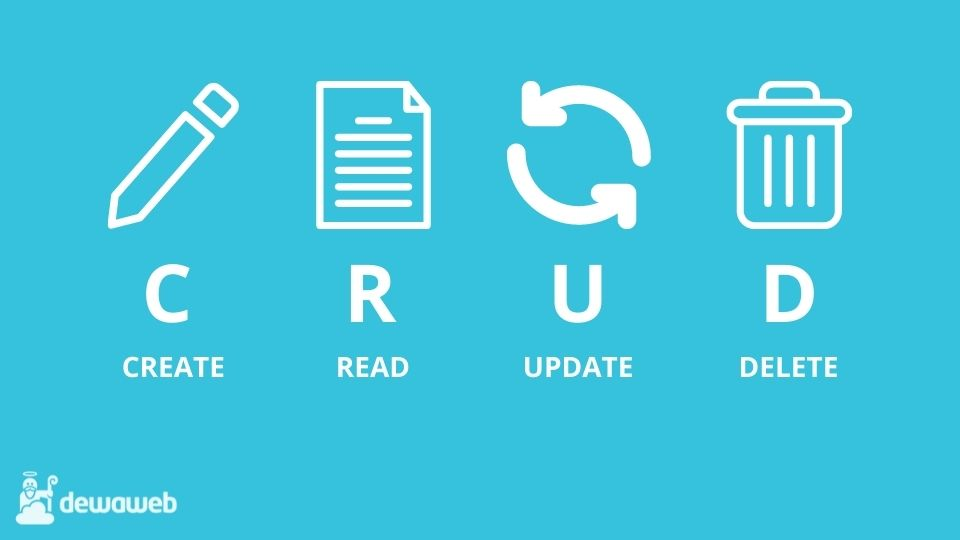 C R U D
CREATE READ UPDATE DELETE
dewaweb